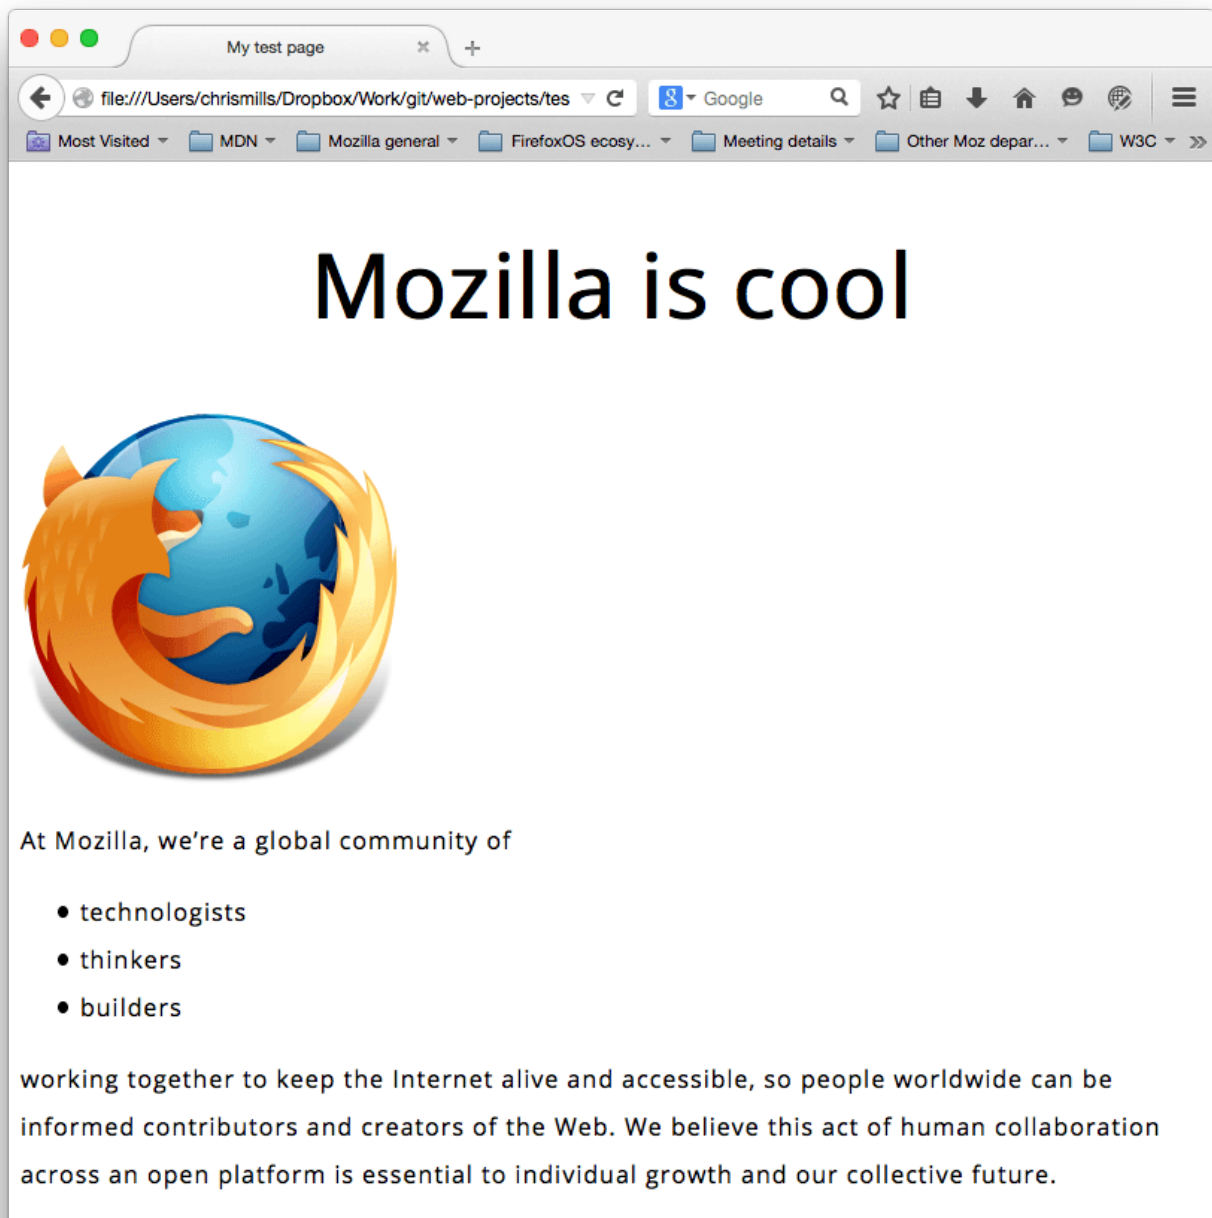 My test page
file:///Users/chrismills/Dropbox/Work/git/web-projects/tes
8 Google
Most Visited MDN Mozilla general FirefoxOS ecosy... Meeting details Other Moz depar... W3C
Mozilla is cool
At Mozilla, we’re a global community of
• technologists
• thinkers
• builders
working together to keep the Internet alive and accessible, so people worldwide can be
informed contributors and creators of the Web. We believe this act of human collaboration
across an open platform is essential to individual growth and our collective future.